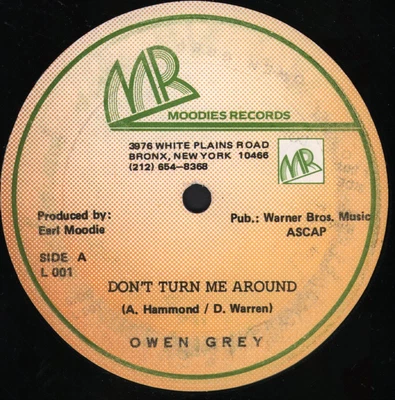 MR
MOODIES RECORDS
3976 WHITE PLAINS ROAD
BRONX, NEW YORK 10466
(212) 654-8368
MR
Produced by:
Earl Moodie
Pub.: Warner Bros. Music
ASCAP
SIDE A
L 001
DON'T TURN ME AROUND
(A. Hammond / D. Warren)
OWEN GREY